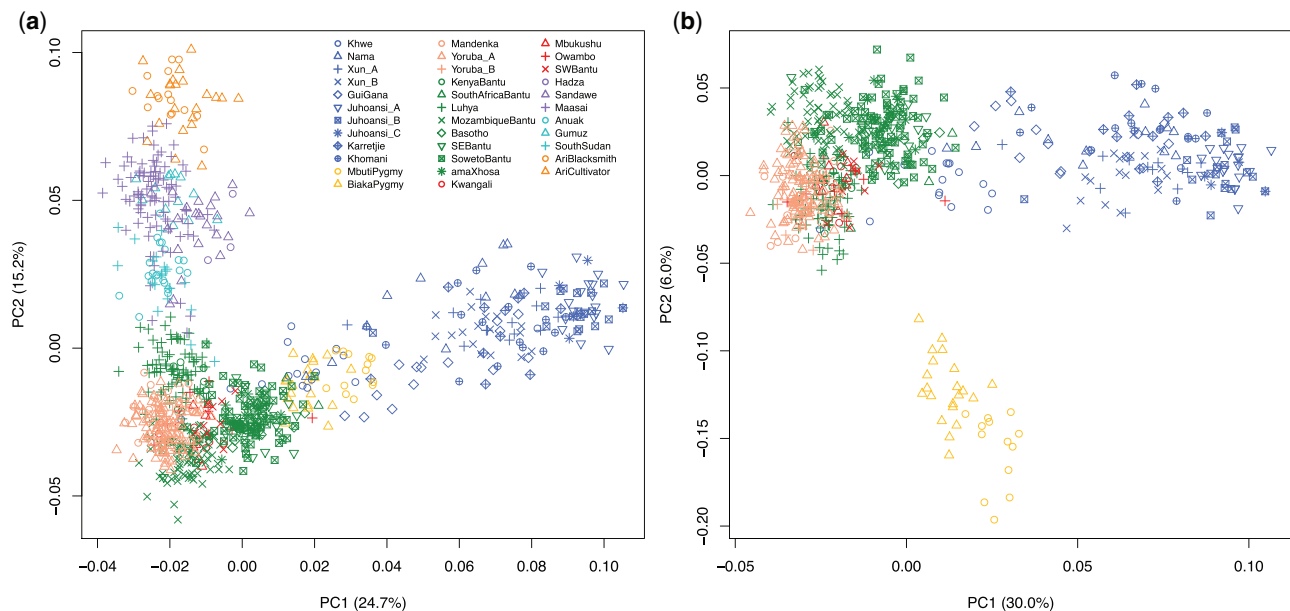 (a)
Khwe
Nama
Xun_A
Xun_B
GuiGana
Juhoansi_A
Juhoansi_B
Juhoansi_C
Karretjie
Khomani
MbutiPygmy
BiakaPygmy
Mandenka
Yoruba_A
Yoruba_B
KenyaBantu
SouthAfricaBantu
Luhya
MozambiqueBantu
Basotho
SEBantu
SowetoBantu
amaXhosa
Kwangali
Mbukushu
Owambo
SWBantu
Hadza
Sandawe
Maasai
Anuak
Gumuz
SouthSudan
AriBlacksmith
AriCultivator
PC2 (15.2%)
0.10
0.05
0.00
−0.05
−0.04 −0.02 0.00 0.02 0.04 0.06 0.08 0.10
PC1 (24.7%)
(b)
PC2 (6.0%)
0.05
0.00
−0.05
−0.10
−0.15
−0.20
−0.05 0.00 0.05 0.10
PC1 (30.0%)